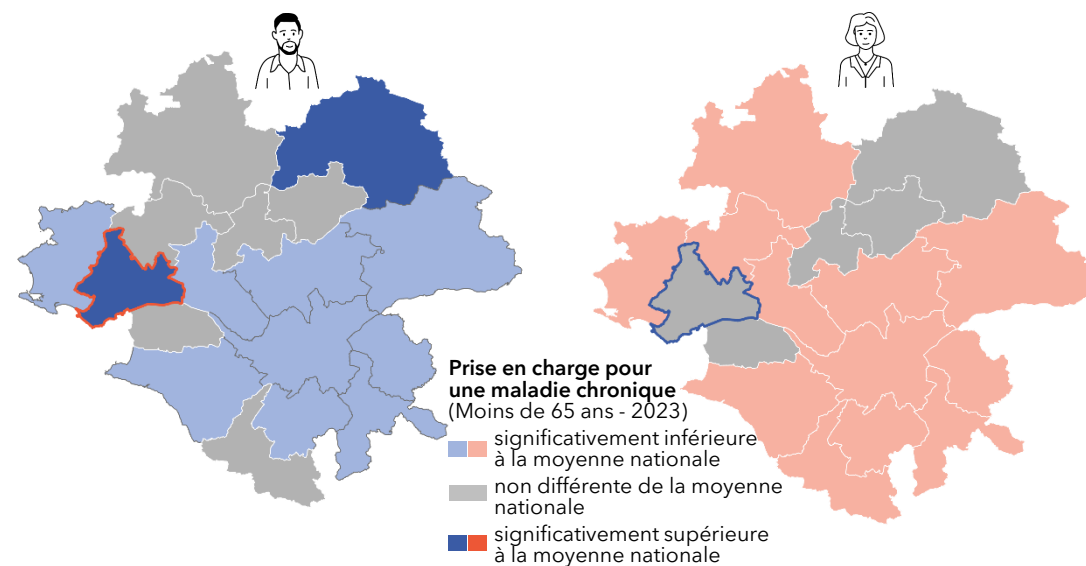 Prise en charge pour
une maladie chronique
(Moins de 65 ans - 2023)
significativement inférieure
à la moyenne nationale
non différente de la moyenne
nationale
significativement supérieure
à la moyenne nationale